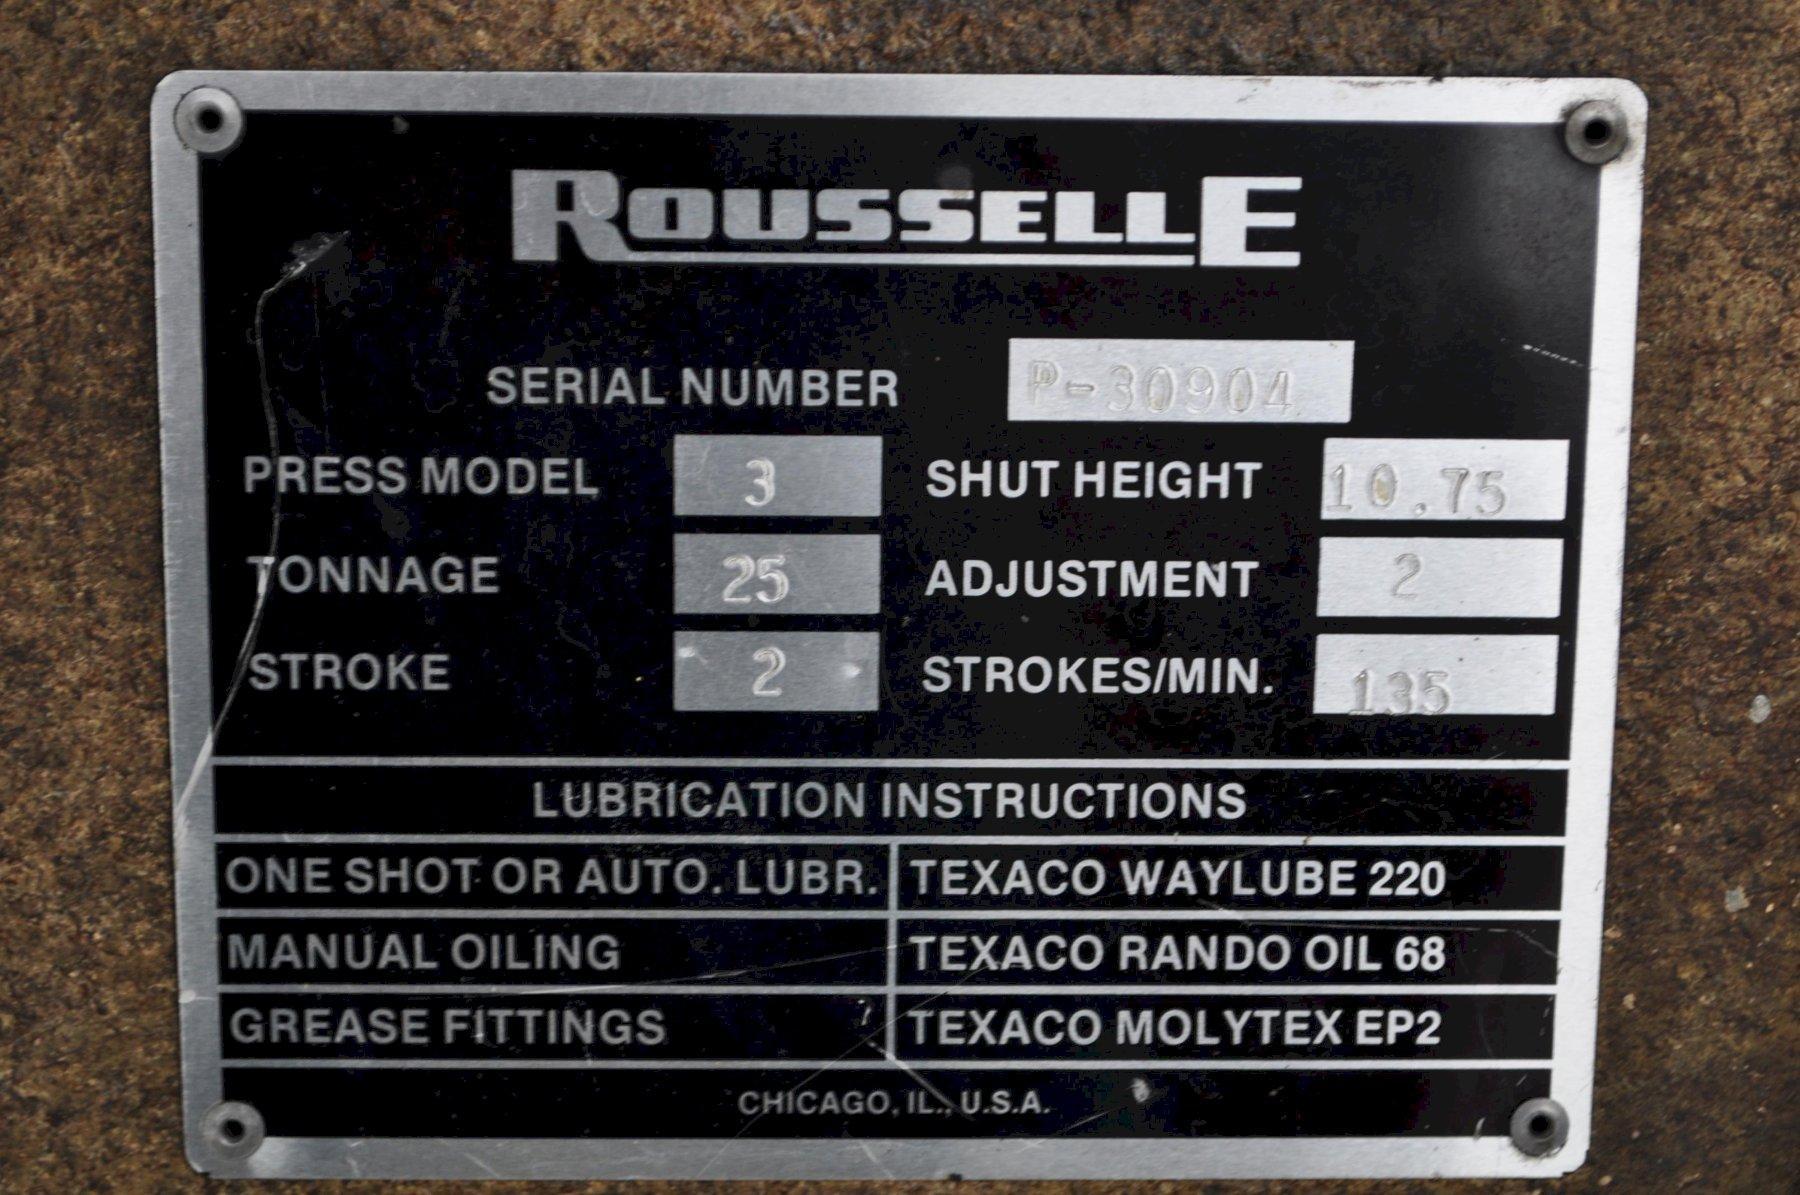 ROUSSELLE
SERIAL NUMBER P-30904
PRESS MODEL 3 SHUT HEIGHT 10.75
TONNAGE 25 ADJUSTMENT 2
STROKE 2 STROKES/MIN. 135
LUBRICATION INSTRUCTIONS
ONE SHOT OR AUTO. LUBR. TEXACO WAYLUBE 220
MANUAL OILING TEXACO RANDO OIL 68
GREASE FITTINGS TEXACO MOLYTEX EP2
CHICAGO, IL., U.S.A.